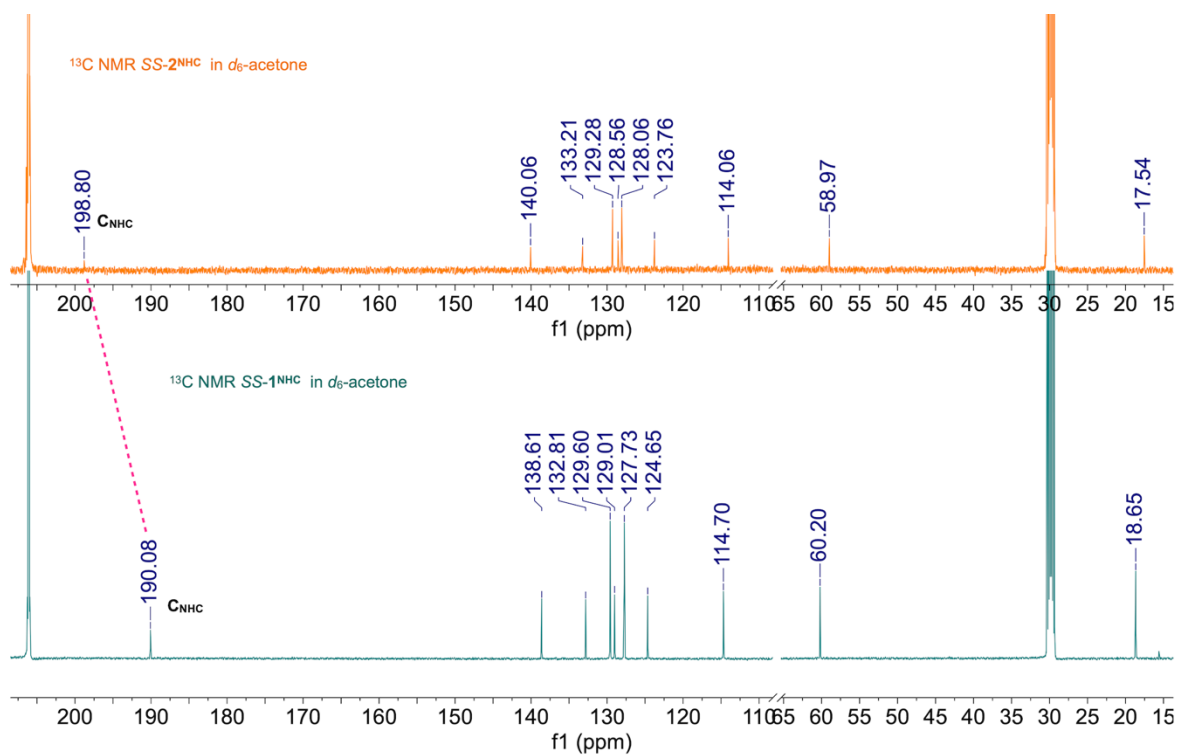 ¹³C NMR SS-2ᴺᴴᶜ in d₆-acetone
198.80
C_NHC
140.06
133.21
129.28
128.56
128.06
123.76
114.06
58.97
17.54
200 190 180 170 160 150 140 130 120 110 65 60 55 50 45 40 35 30 25 20 15
f1 (ppm)
¹³C NMR SS-1ᴺᴴᶜ in d₆-acetone
190.08
C_NHC
138.61
132.81
129.60
129.01
127.73
124.65
114.70
60.20
18.65
200 190 180 170 160 150 140 130 120 110 65 60 55 50 45 40 35 30 25 20 15
f1 (ppm)